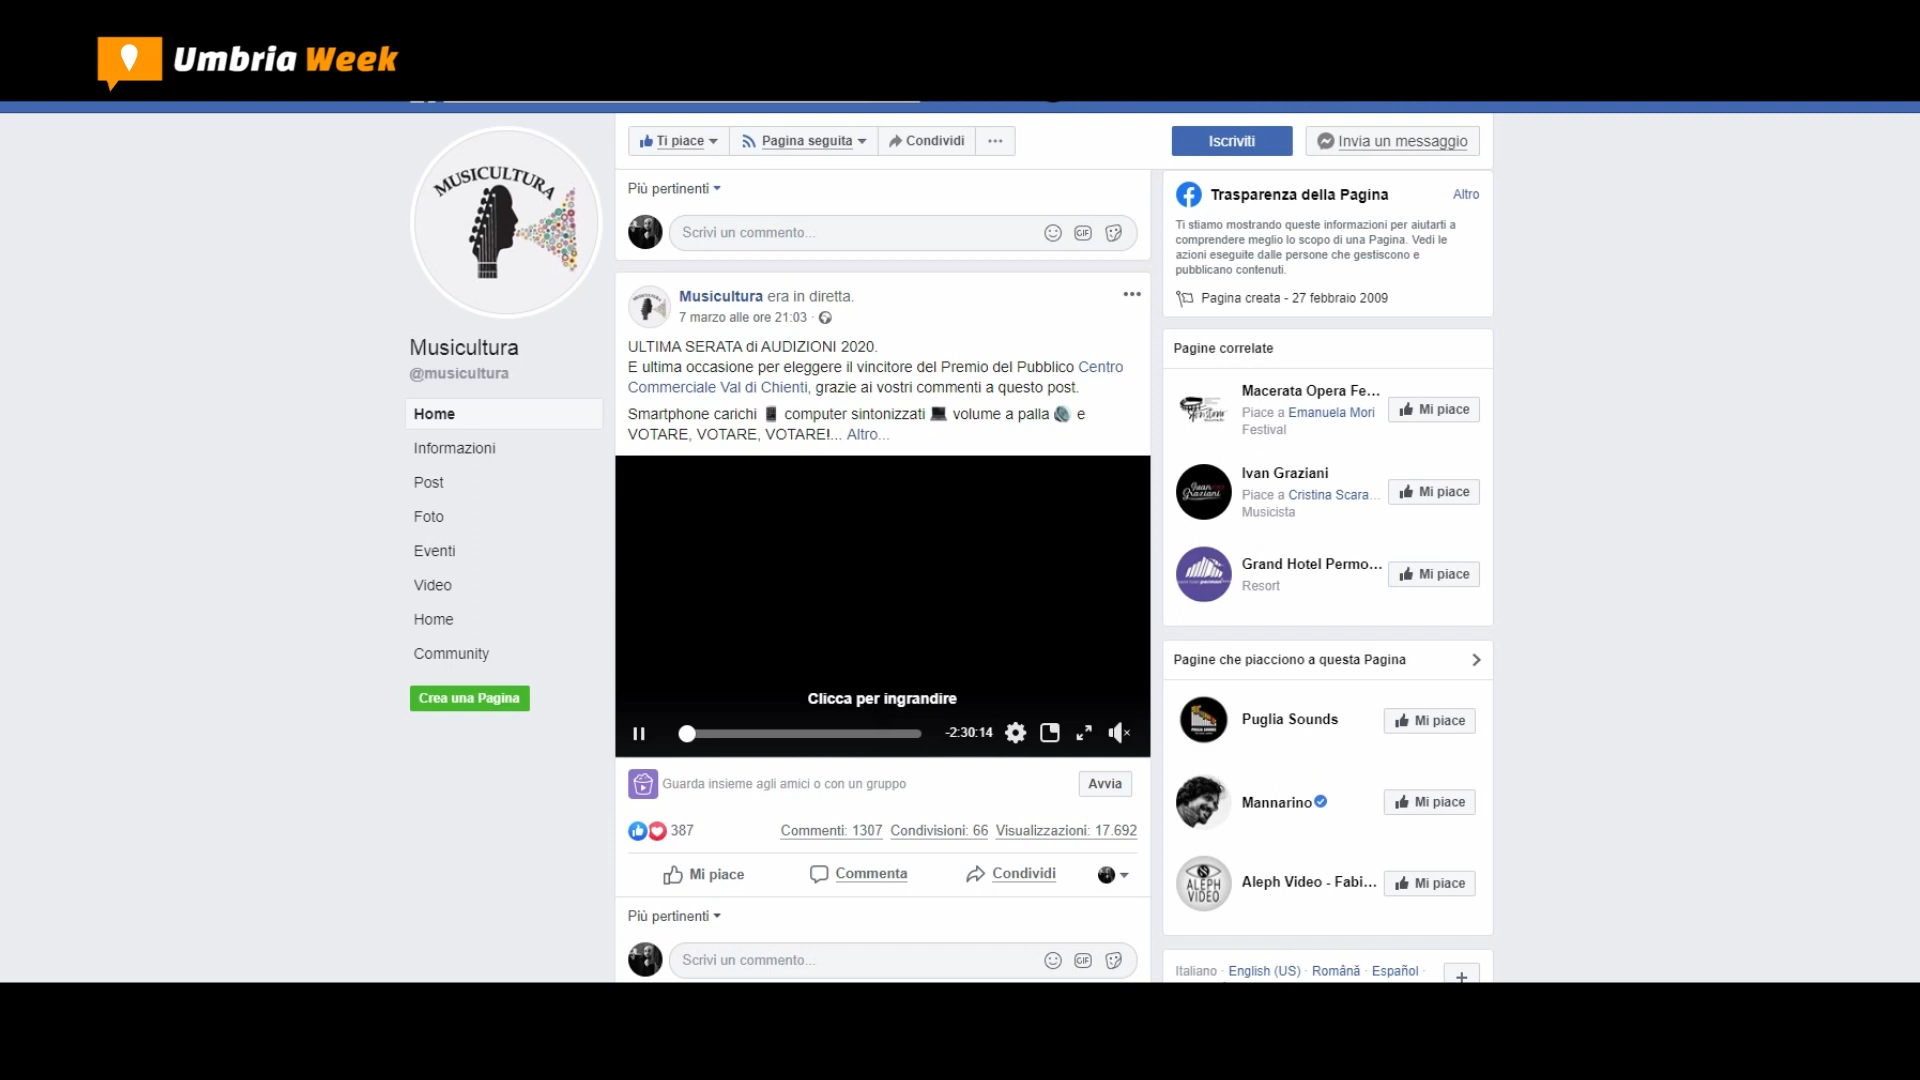 Umbria Week
MUSICULTURA
Musicultura
@musicultura
Home
Informazioni
Post
Foto
Eventi
Video
Home
Community
Crea una Pagina
Ti piace
Pagina seguita
Condividi
Iscriviti
Invia un messaggio
Più pertinenti
Scrivi un commento...
GIF
Musicultura era in diretta.
7 marzo alle ore 21:03 ·
ULTIMA SERATA di AUDIZIONI 2020.
E ultima occasione per eleggere il vincitore del Premio del Pubblico Centro
Commerciale Val di Chienti, grazie ai vostri commenti a questo post.
Smartphone carichi computer sintonizzati volume a palla e
VOTARE, VOTARE, VOTARE!... Altro...
Clicca per ingrandire
-2:30:14
Guarda insieme agli amici o con un gruppo
Avvia
387
Commenti: 1307 Condivisioni: 66 Visualizzazioni: 17.692
Mi piace
Commenta
Condividi
Più pertinenti
Scrivi un commento...
GIF
Trasparenza della Pagina
Altro
Ti stiamo mostrando queste informazioni per aiutarti a
comprendere meglio lo scopo di una Pagina. Vedi le
azioni eseguite dalle persone che gestiscono e
pubblicano contenuti.
Pagina creata - 27 febbraio 2009
Pagine correlate
Macerata Opera Fe...
Piace a Emanuela Mori
Festival
Mi piace
Ivan Graziani
Piace a Cristina Scara...
Musicista
Mi piace
Ivan
Graziani
Grand Hotel Permo...
Resort
Mi piace
Pagine che piacciono a questa Pagina
Puglia Sounds
Mi piace
Mannarino
Mi piace
Aleph Video - Fabi...
Mi piace
ALEPH
VIDEO
Italiano · English (US) · Română · Español ·